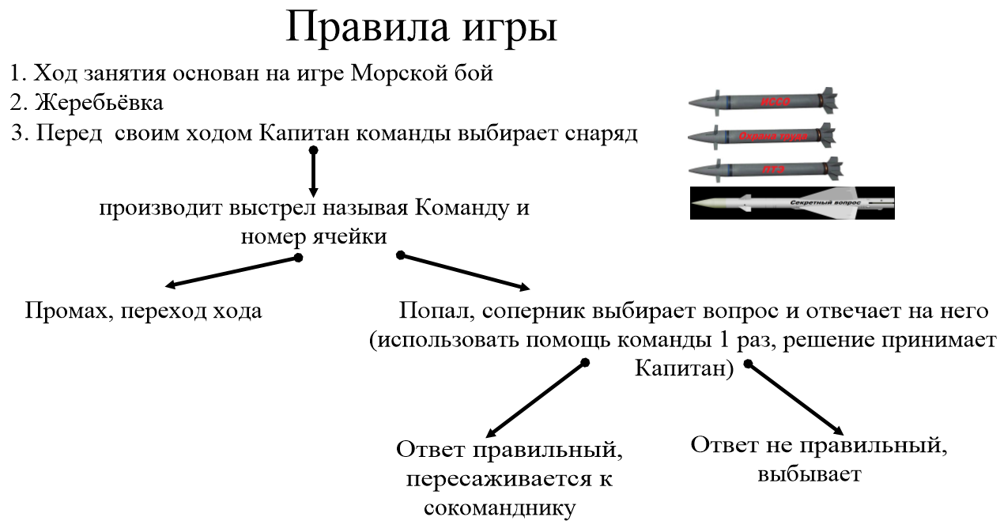 Правила игры
1. Ход занятия основан на игре Морской бой
2. Жеребьёвка
3. Перед своим ходом Капитан команды выбирает снаряд
ИССО
Охрана труда
ПТЭ
Секретный вопрос
производит выстрел называя Команду и
номер ячейки
Промах, переход хода
Попал, соперник выбирает вопрос и отвечает на него
(использовать помощь команды 1 раз, решение принимает
Капитан)
Ответ правильный,
пересаживается к
сокоманднику
Ответ не правильный,
выбывает